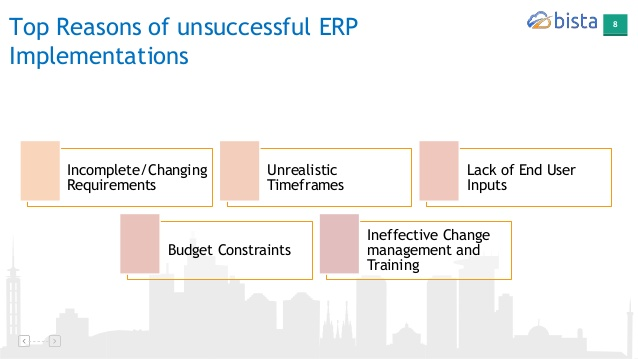 Top Reasons of unsuccessful ERP
Implementations
bista
8
Incomplete/Changing
Requirements
Unrealistic
Timeframes
Lack of End User
Inputs
Budget Constraints
Ineffective Change
management and
Training